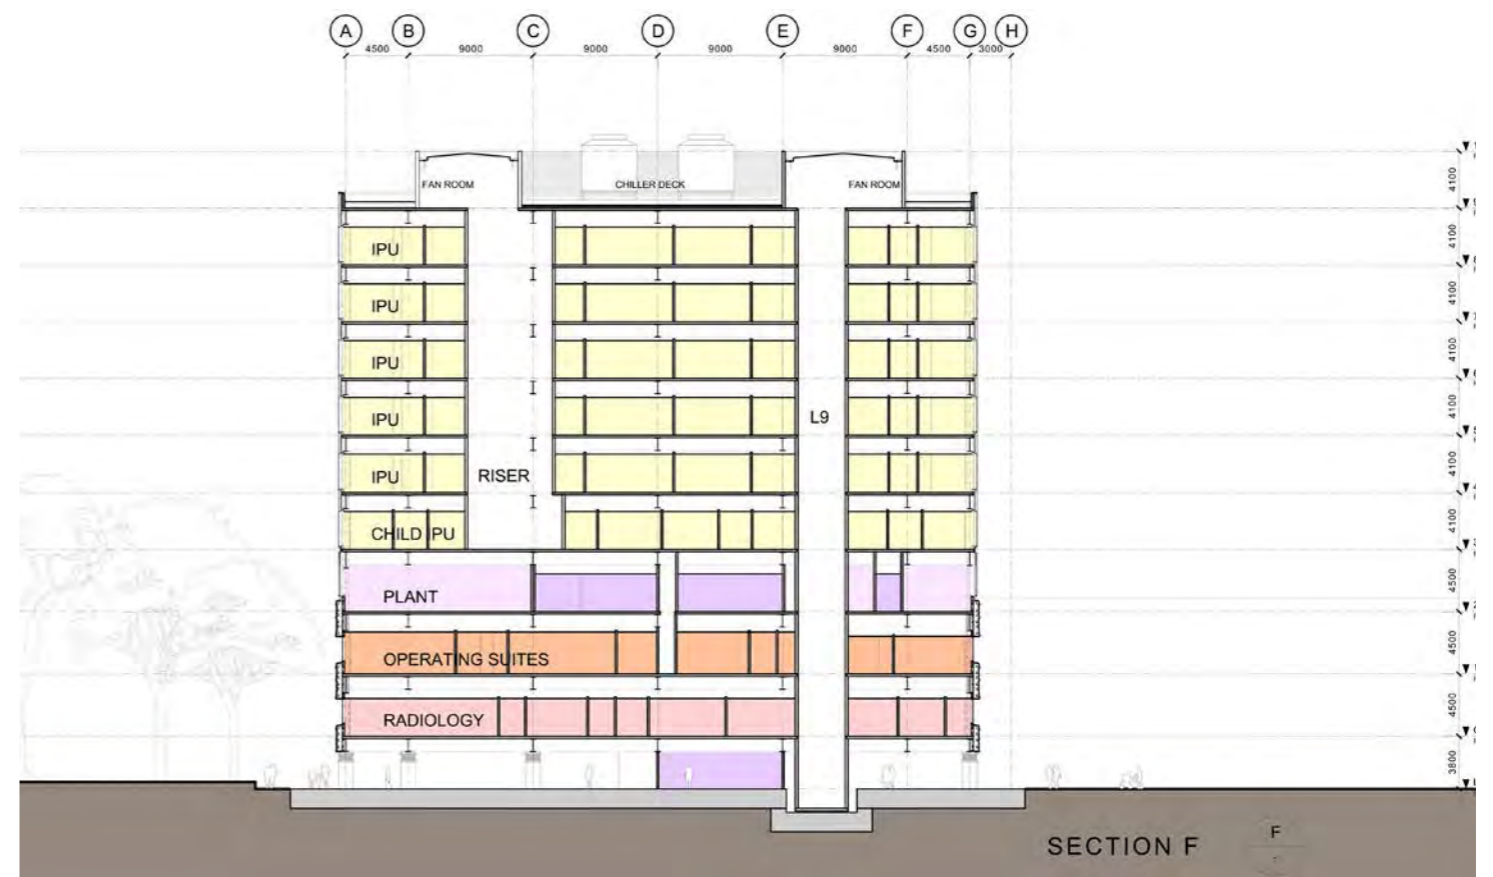 A B C D E F G H
4500 9000 9000 9000 9000 4500 3000
FAN ROOM CHILLER DECK FAN ROOM
4100
IPU
4100
IPU
4100
IPU
4100
IPU
L9
4100
IPU RISER
4100
CHILD IPU
4100
PLANT
4500
OPERATING SUITES
4500
RADIOLOGY
4500
3800
SECTION F
F